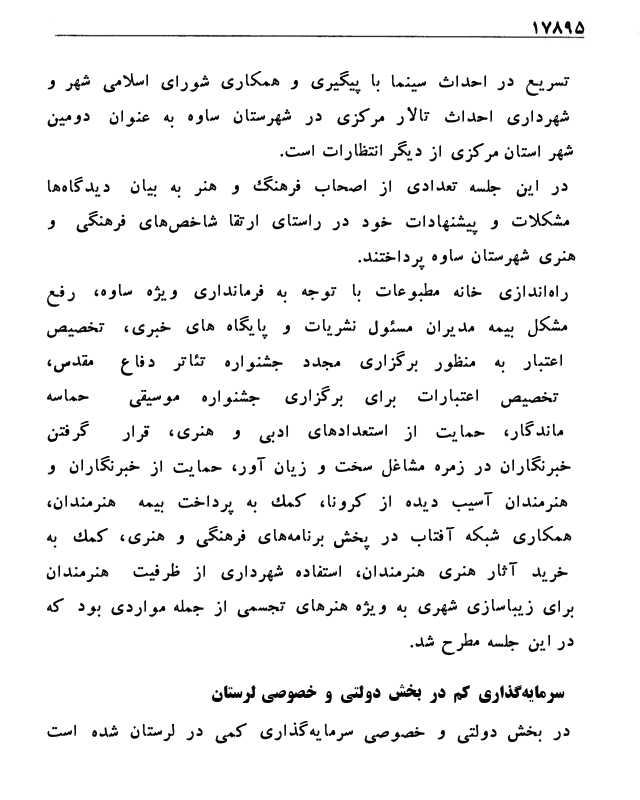 ۱۷۸۹۵
تسریع در احداث سینما با پیگیری و همکاری شورای اسلامی شهر و
شهرداری احداث تالار مرکزی در شهرستان ساوه به عنوان دومین
شهر استان مرکزی از دیگر انتظارات است.
در این جلسه تعدادی از اصحاب فرهنگ و هنر به بیان دیدگاه‌ها
مشکلات و پیشنهادات خود در راستای ارتقا شاخص‌های فرهنگی و
هنری شهرستان ساوه پرداختند.
راه‌اندازی خانه مطبوعات با توجه به فرمانداری ویژه ساوه، رفع
مشکل بیمه مدیران مسئول نشریات و پایگاه های خبری، تخصیص
اعتبار به منظور برگزاری مجدد جشنواره تئاتر دفاع مقدس،
تخصیص اعتبارات برای برگزاری جشنواره موسیقی حماسه
ماندگار، حمایت از استعدادهای ادبی و هنری، قرار گرفتن
خبرنگاران در زمره مشاغل سخت و زیان آور، حمایت از خبرنگاران و
هنرمندان آسیب دیده از کرونا، کمك به پرداخت بیمه هنرمندان،
همکاری شبکه آفتاب در پخش برنامه‌های فرهنگی و هنری، کمك به
خرید آثار هنری هنرمندان، استفاده شهرداری از ظرفیت هنرمندان
برای زیباسازی شهری به ویژه هنرهای تجسمی از جمله مواردی بود که
در این جلسه مطرح شد.
سرمایه‌گذاری کم در بخش دولتی و خصوصی لرستان
در بخش دولتی و خصوصی سرمایه‌گذاری کمی در لرستان شده است